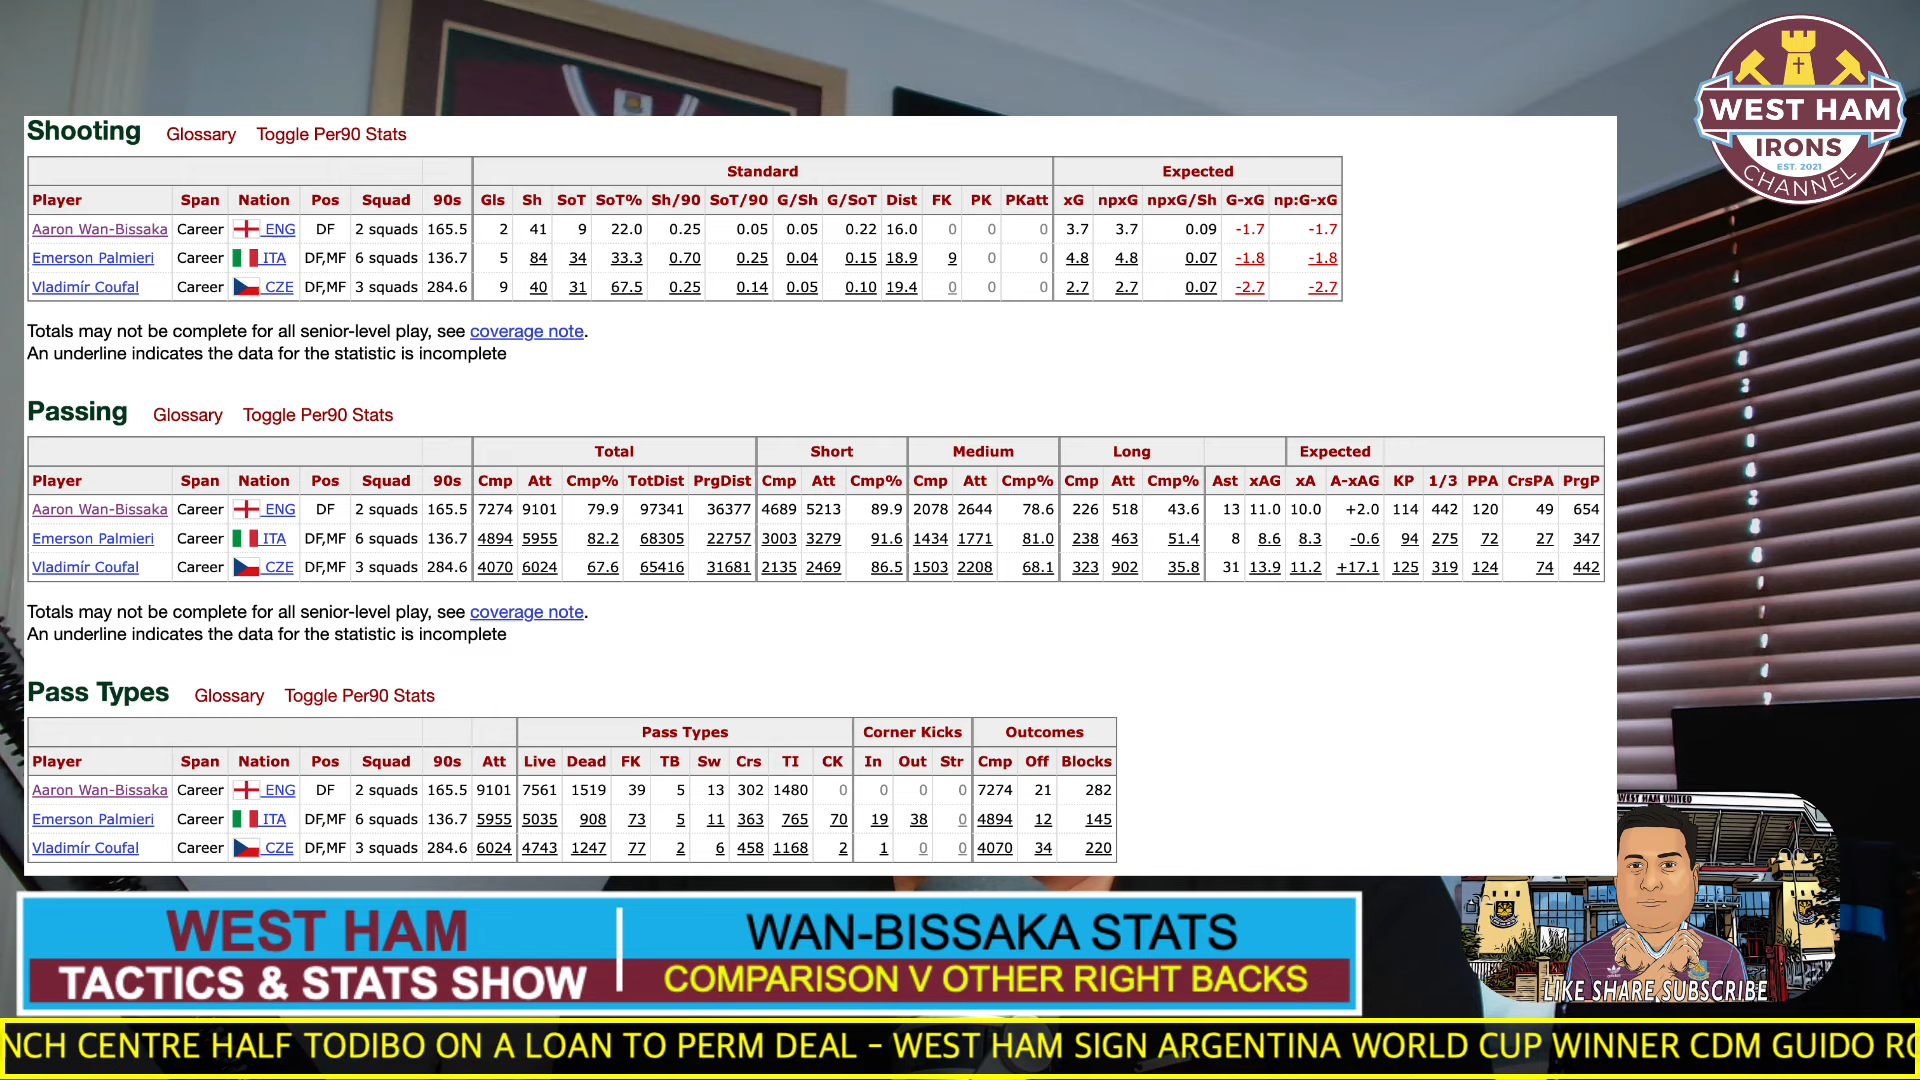 WEST HAM
IRONS
EST. 2021
CHANNEL
Shooting Glossary Toggle Per90 Stats
Standard Expected
Player Span Nation Pos Squad 90s Gls Sh SoT SoT% Sh/90 SoT/90 G/Sh G/SoT Dist FK PK PKatt xG npxG npxG/Sh G-xG np:G-xG
Aaron Wan-Bissaka Career ENG DF 2 squads 165.5 2 41 9 22.0 0.25 0.05 0.05 0.22 16.0 0 0 0 3.7 3.7 0.09 -1.7 -1.7
Emerson Palmieri Career ITA DF,MF 6 squads 136.7 5 84 34 33.3 0.70 0.25 0.04 0.15 18.9 9 0 0 4.8 4.8 0.07 -1.8 -1.8
Vladimír Coufal Career CZE DF,MF 3 squads 284.6 9 40 31 67.5 0.25 0.14 0.05 0.10 19.4 0 0 0 2.7 2.7 0.07 -2.7 -2.7
Totals may not be complete for all senior-level play, see coverage note.
An underline indicates the data for the statistic is incomplete
Passing Glossary Toggle Per90 Stats
Total Short Medium Long Expected
Player Span Nation Pos Squad 90s Cmp Att Cmp% TotDist PrgDist Cmp Att Cmp% Cmp Att Cmp% Cmp Att Cmp% Ast xAG xA A-xAG KP 1/3 PPA CrsPA PrgP
Aaron Wan-Bissaka Career ENG DF 2 squads 165.5 7274 9101 79.9 97341 36377 4689 5213 89.9 2078 2644 78.6 226 518 43.6 13 11.0 10.0 +2.0 114 442 120 49 654
Emerson Palmieri Career ITA DF,MF 6 squads 136.7 4894 5955 82.2 68305 22757 3003 3279 91.6 1434 1771 81.0 238 463 51.4 8 8.6 8.3 -0.6 94 275 72 27 347
Vladimír Coufal Career CZE DF,MF 3 squads 284.6 4070 6024 67.6 65416 31681 2135 2469 86.5 1503 2208 68.1 323 902 35.8 31 13.9 11.2 +17.1 125 319 124 74 442
Totals may not be complete for all senior-level play, see coverage note.
An underline indicates the data for the statistic is incomplete
Pass Types Glossary Toggle Per90 Stats
Pass Types Corner Kicks Outcomes
Player Span Nation Pos Squad 90s Att Live Dead FK TB Sw Crs TI CK In Out Str Cmp Off Blocks
Aaron Wan-Bissaka Career ENG DF 2 squads 165.5 9101 7561 1519 39 5 13 302 1480 0 0 0 0 7274 21 282
Emerson Palmieri Career ITA DF,MF 6 squads 136.7 5955 5035 908 73 5 11 363 765 70 19 38 0 4894 12 145
Vladimír Coufal Career CZE DF,MF 3 squads 284.6 6024 4743 1247 77 2 6 458 1168 2 1 0 0 4070 34 220
WEST HAM UNITED
LIKE SHARE SUBSCRIBE
WEST HAM
TACTICS & STATS SHOW
WAN-BISSAKA STATS
COMPARISON V OTHER RIGHT BACKS
NCH CENTRE HALF TODIBO ON A LOAN TO PERM DEAL - WEST HAM SIGN ARGENTINA WORLD CUP WINNER CDM GUIDO RO